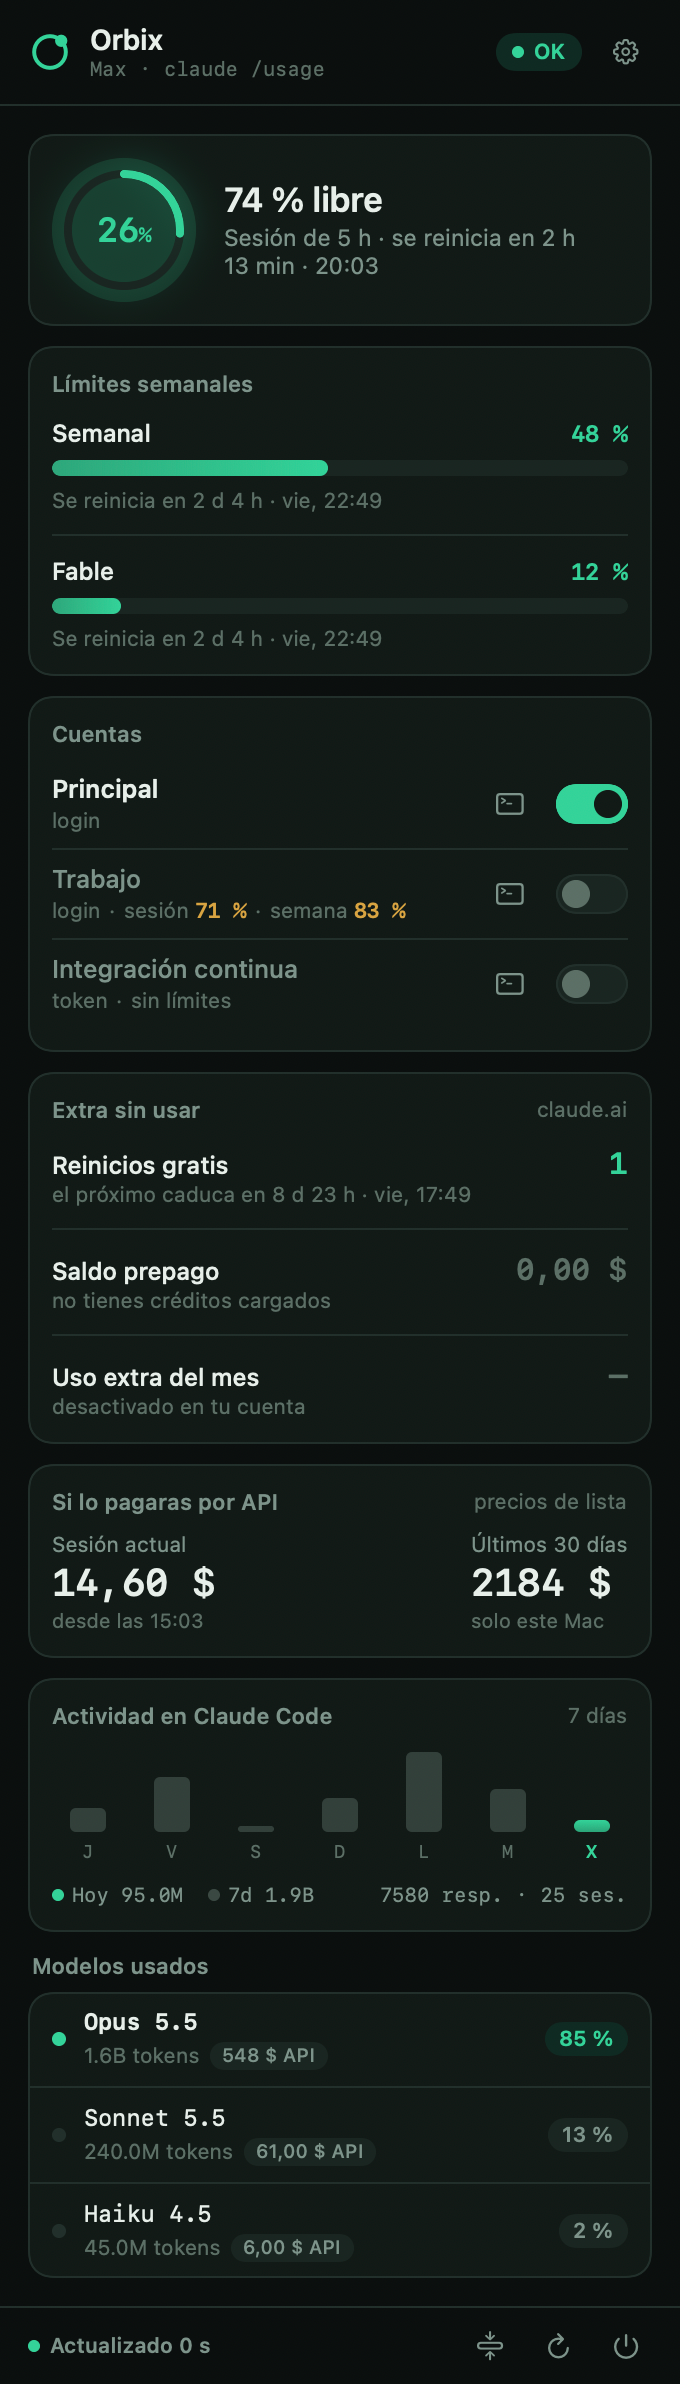 Orbix
Max · claude /usage
OK
26%
74 % libre
Sesión de 5 h · se reinicia en 2 h
13 min · 20:03
Límites semanales
Semanal
48 %
Se reinicia en 2 d 4 h · vie, 22:49
Fable
12 %
Se reinicia en 2 d 4 h · vie, 22:49
Cuentas
Principal
login
Trabajo
login · sesión 71 % · semana 83 %
Integración continua
token · sin límites
Extra sin usar
claude.ai
Reinicios gratis
1
el próximo caduca en 8 d 23 h · vie, 17:49
Saldo prepago
0,00 $
no tienes créditos cargados
Uso extra del mes
—
desactivado en tu cuenta
Si lo pagaras por API
precios de lista
Sesión actual
14,60 $
desde las 15:03
Últimos 30 días
2184 $
solo este Mac
Actividad en Claude Code
7 días
J V S D L M X
Hoy 95.0M
7d 1.9B
7580 resp. · 25 ses.
Modelos usados
Opus 5.5
1.6B tokens 548 $ API
85 %
Sonnet 5.5
240.0M tokens 61,00 $ API
13 %
Haiku 4.5
45.0M tokens 6,00 $ API
2 %
Actualizado 0 s